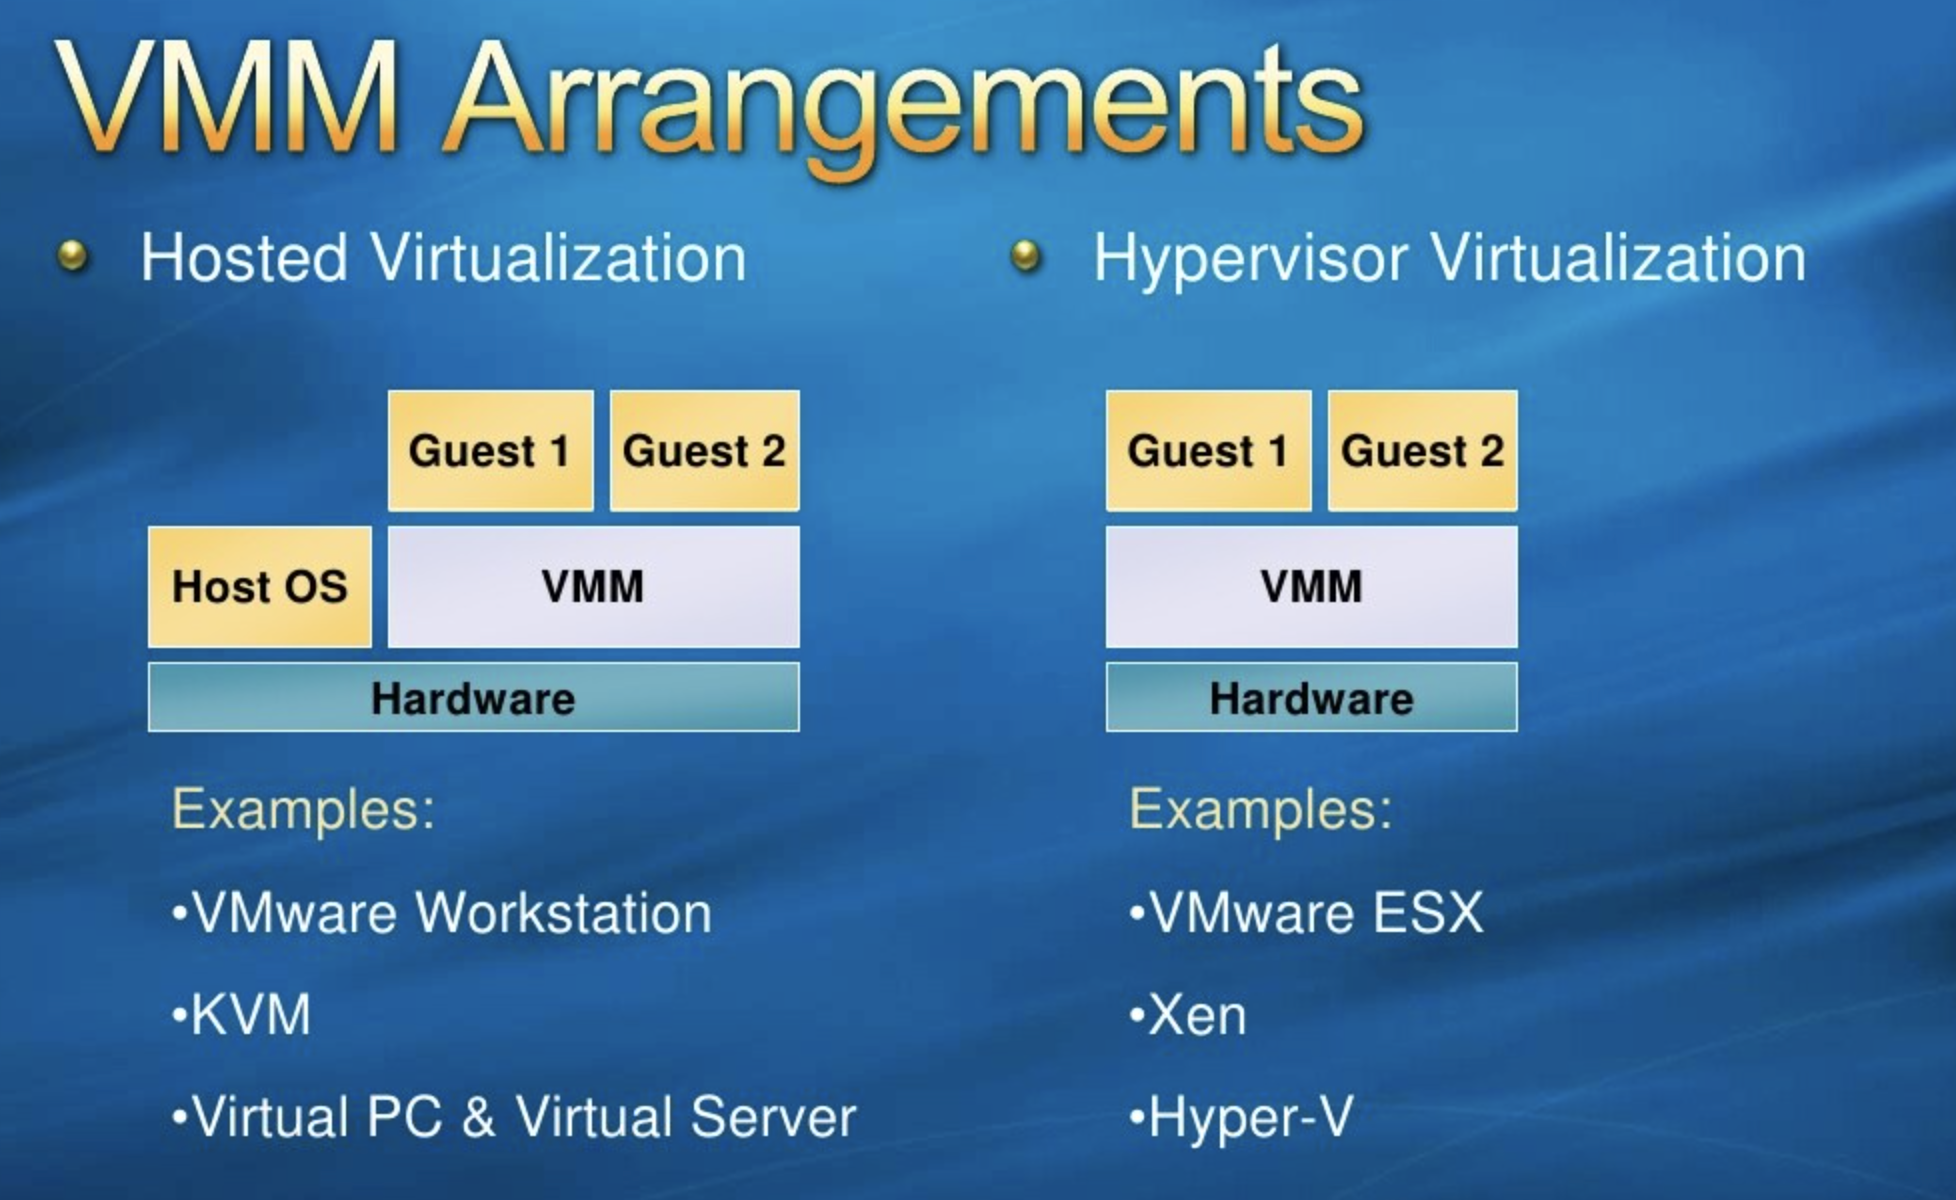 VMM Arrangements
Hosted Virtualization
Guest 1 Guest 2
Host OS VMM
Hardware
Examples:
•VMware Workstation
•KVM
•Virtual PC & Virtual Server
Hypervisor Virtualization
Guest 1 Guest 2
VMM
Hardware
Examples:
•VMware ESX
•Xen
•Hyper-V